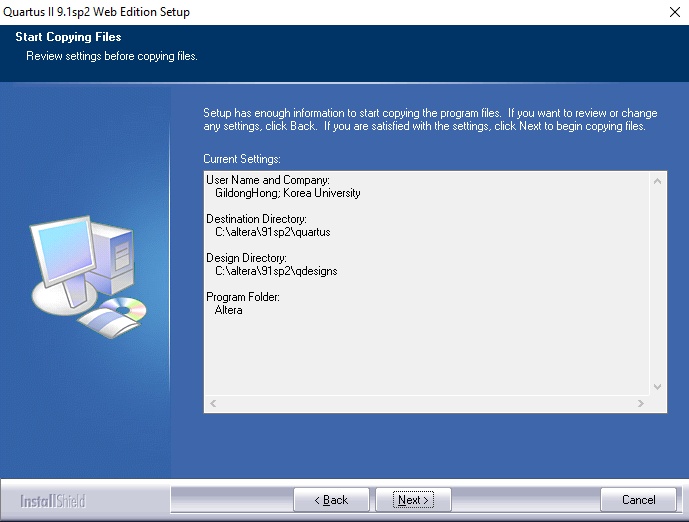 Quartus II 9.1sp2 Web Edition Setup
Start Copying Files
Review settings before copying files.
Setup has enough information to start copying the program files.  If you want to review or change
any settings, click Back.  If you are satisfied with the settings, click Next to begin copying files.
Current Settings:
User Name and Company:
GildongHong; Korea University
Destination Directory:
C:\altera\91sp2\quartus
Design Directory:
C:\altera\91sp2\qdesigns
Program Folder:
Altera
InstallShield
< Back
Next >
Cancel